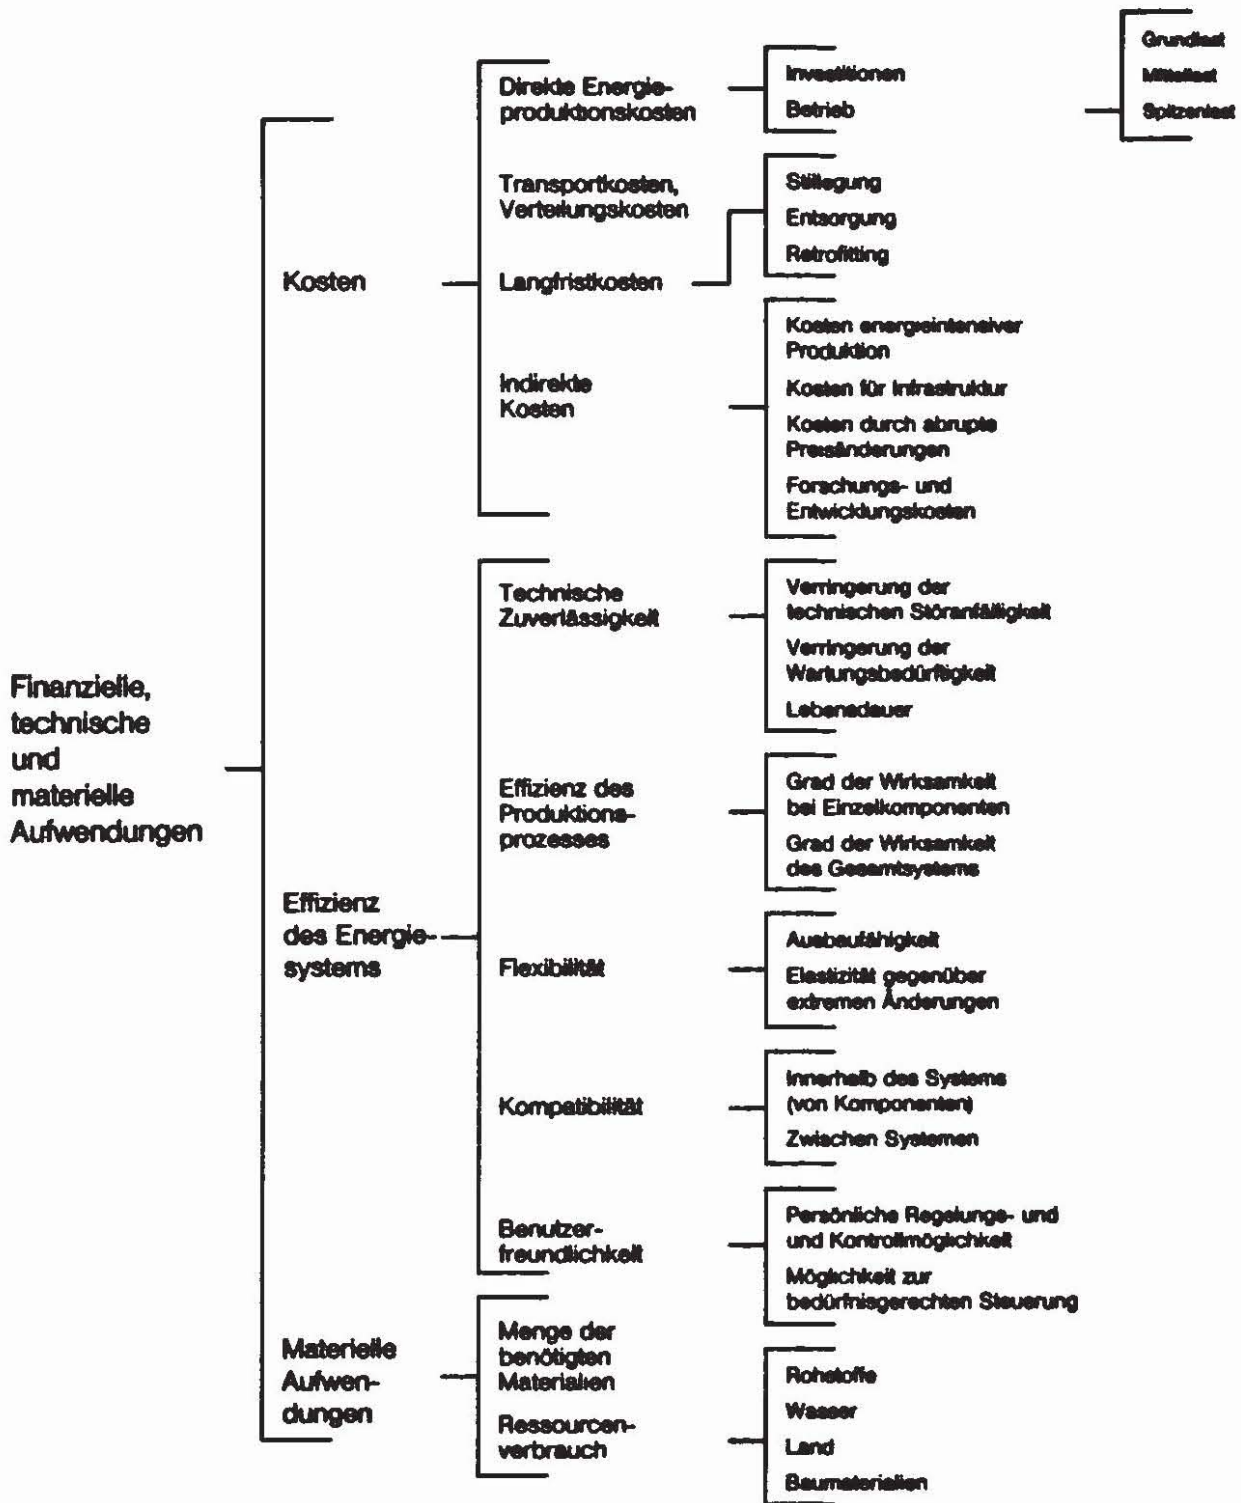 Finanzielle,
technische
und
materielle
Aufwendungen
Kosten
Direkte Energie-
produktionskosten
Investitionen
Betrieb
Grundlast
Mittellast
Spitzenlast
Transportkosten,
Verteilungskosten
Langfristkosten
Stillegung
Entsorgung
Retrofitting
Indirekte
Kosten
Kosten energieintensiver
Produktion
Kosten für Infrastruktur
Kosten durch abrupte
Preisänderungen
Forschungs- und
Entwicklungskosten
Effizienz
des Energie-
systems
Technische
Zuverlässigkeit
Verringerung der
technischen Störanfälligkeit
Verringerung der
Wartungsbedürftigkeit
Lebensdauer
Effizienz des
Produktions-
prozesses
Grad der Wirksamkeit
bei Einzelkomponenten
Grad der Wirksamkeit
des Gesamtsystems
Flexibilität
Ausbaufähigkeit
Elastizität gegenüber
extremen Änderungen
Kompatibilität
Innerhalb des Systems
(von Komponenten)
Zwischen Systemen
Benutzer-
freundlichkeit
Persönliche Regelungs- und
und Kontrollmöglichkeit
Möglichkeit zur
bedürfnisgerechten Steuerung
Materielle
Aufwen-
dungen
Menge der
benötigten
Materialien
Ressourcen-
verbrauch
Rohstoffe
Wasser
Land
Baumaterialien